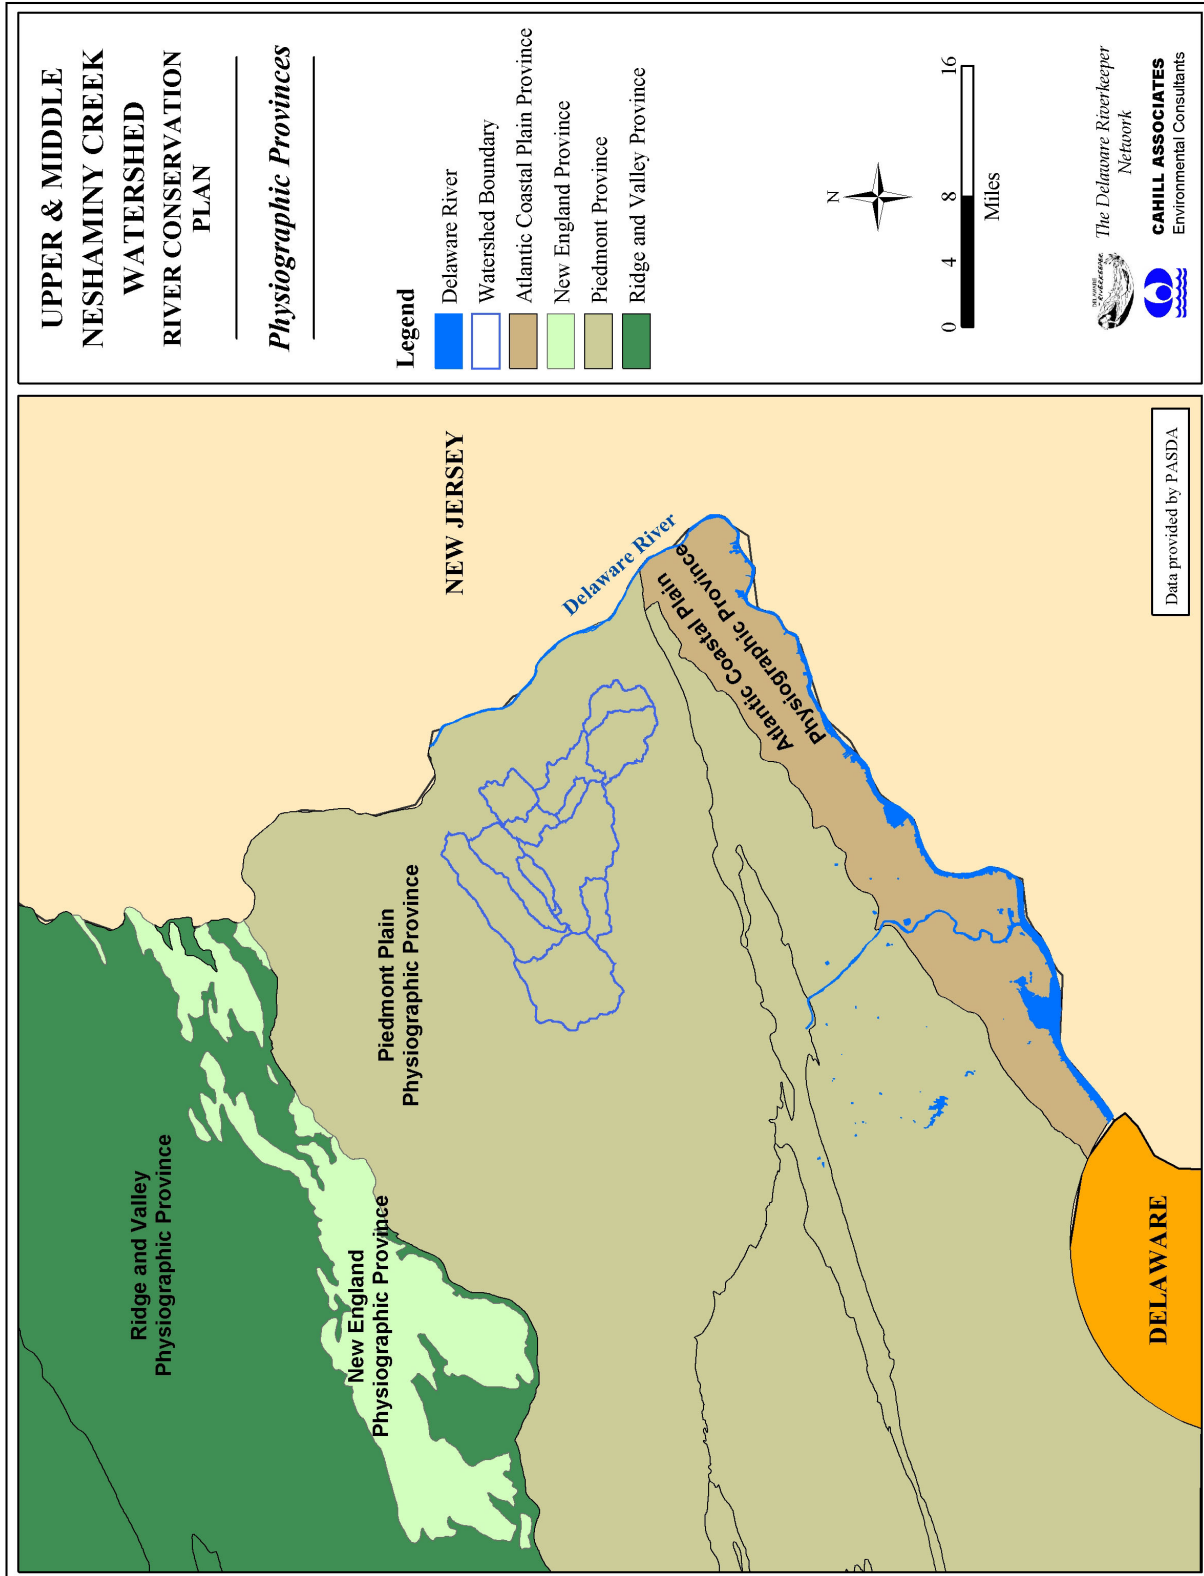 UPPER & MIDDLE
NESHAMINY CREEK
WATERSHED
RIVER CONSERVATION
PLAN
Physiographic Provinces
Legend
Delaware River
Watershed Boundary
Atlantic Coastal Plain Province
New England Province
Piedmont Province
Ridge and Valley Province
N
0 4 8 16
Miles
The Delaware Riverkeeper
Network
CAHILL ASSOCIATES
Environmental Consultants
NEW JERSEY
Delaware River
Atlantic Coastal Plain
Physiographic Province
Piedmont Plain
Physiographic Province
Ridge and Valley
Physiographic Province
New England
Physiographic Province
DELAWARE
Data provided by PASDA